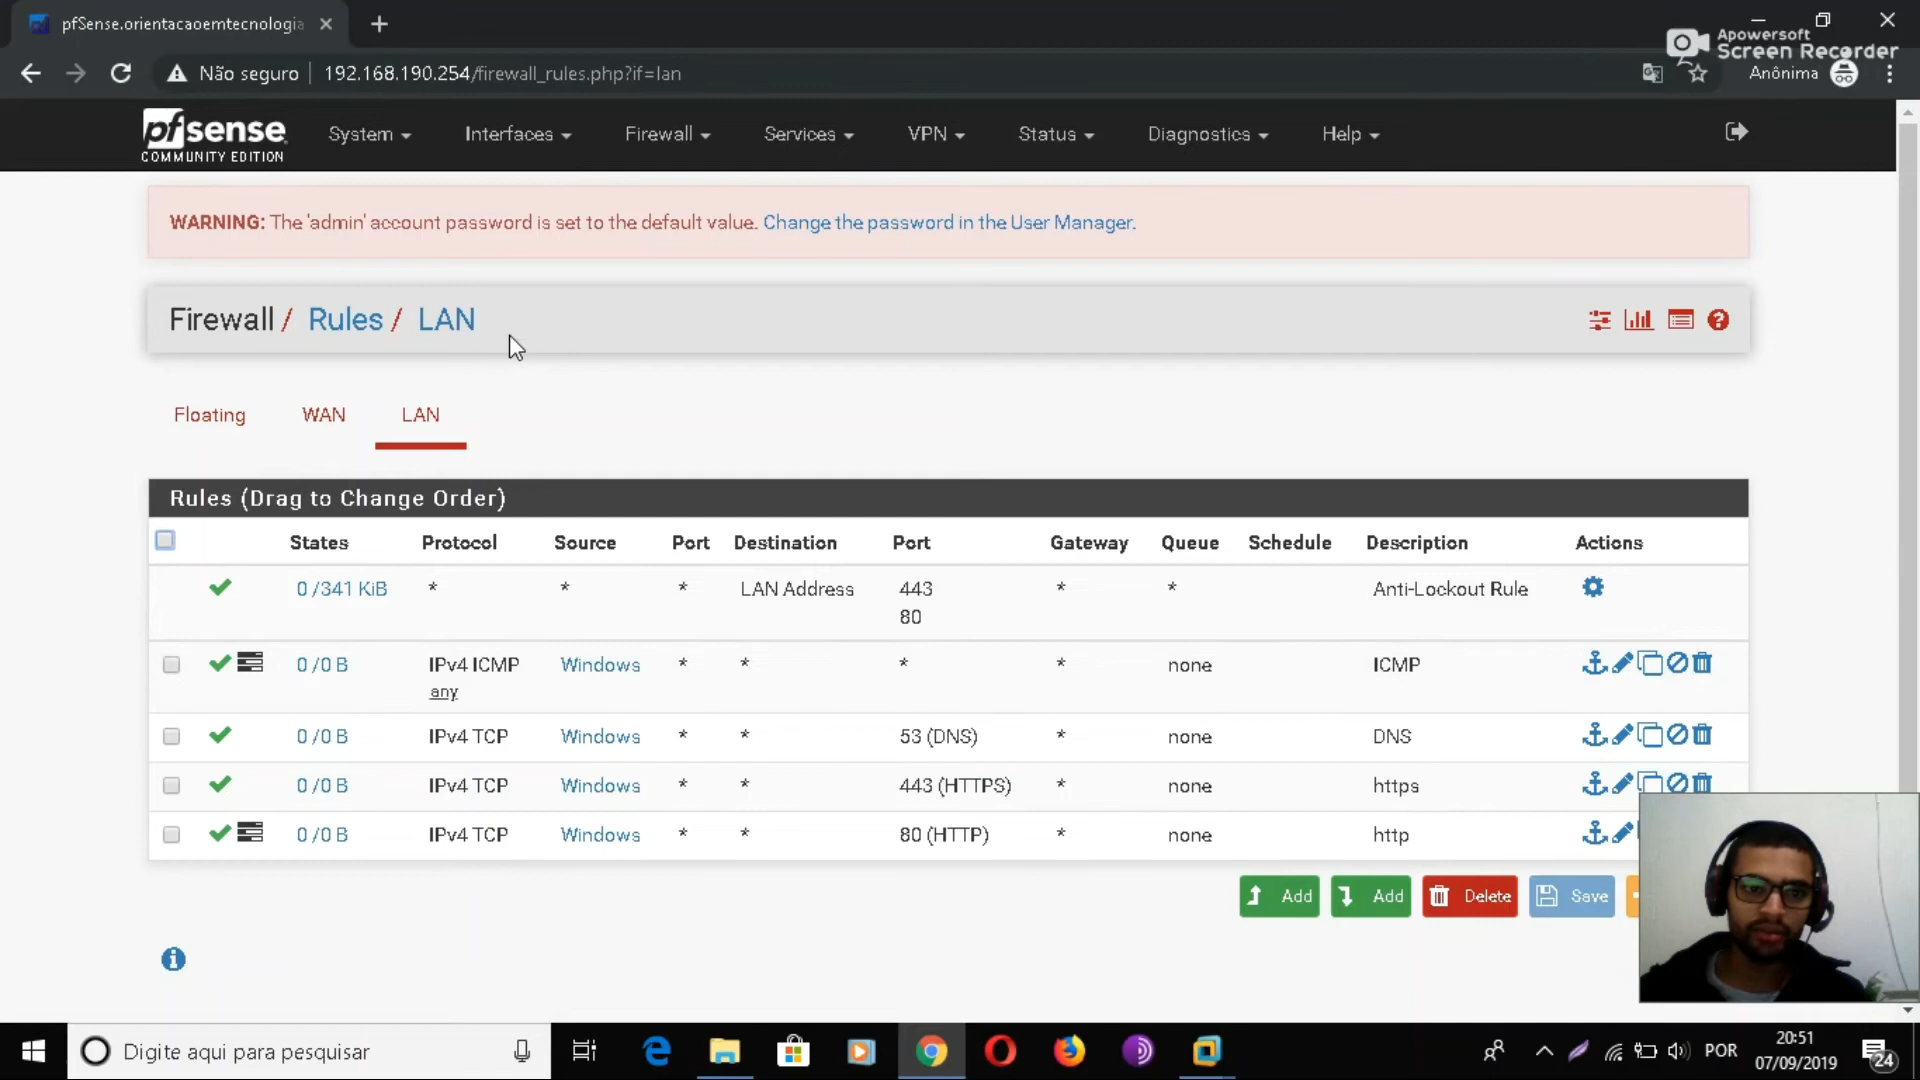 pfSense.orientacaoemtecnologia
Apowersoft
Screen Recorder
Não seguro 192.168.190.254/firewall_rules.php?if=lan
Anônima
pfsense
COMMUNITY EDITION
System Interfaces Firewall Services VPN Status Diagnostics Help
WARNING: The 'admin' account password is set to the default value. Change the password in the User Manager.
Firewall / Rules / LAN
Floating WAN LAN
Rules (Drag to Change Order)
States Protocol Source Port Destination Port Gateway Queue Schedule Description Actions
0 /341 KiB * * * LAN Address 443 * * Anti-Lockout Rule
80
0 /0 B IPv4 ICMP Windows * * * * none ICMP
any
0 /0 B IPv4 TCP Windows * * 53 (DNS) * none DNS
0 /0 B IPv4 TCP Windows * * 443 (HTTPS) * none https
0 /0 B IPv4 TCP Windows * * 80 (HTTP) * none http
Add Add Delete Save
Digite aqui para pesquisar
POR
20:51
07/09/2019
24